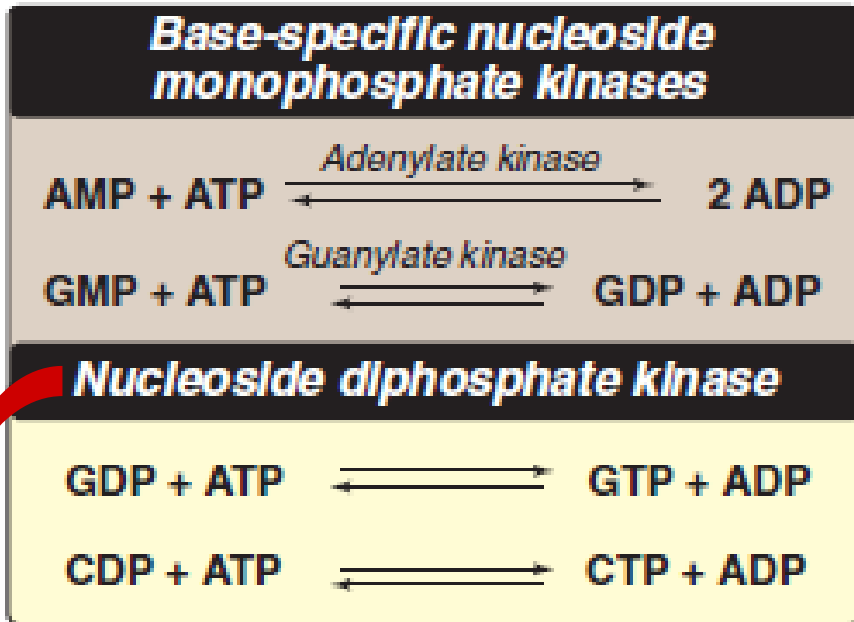 Base-specific nucleoside
monophosphate kinases
Adenylate kinase
AMP + ATP 2 ADP
Guanylate kinase
GMP + ATP GDP + ADP
Nucleoside diphosphate kinase
GDP + ATP GTP + ADP
CDP + ATP CTP + ADP